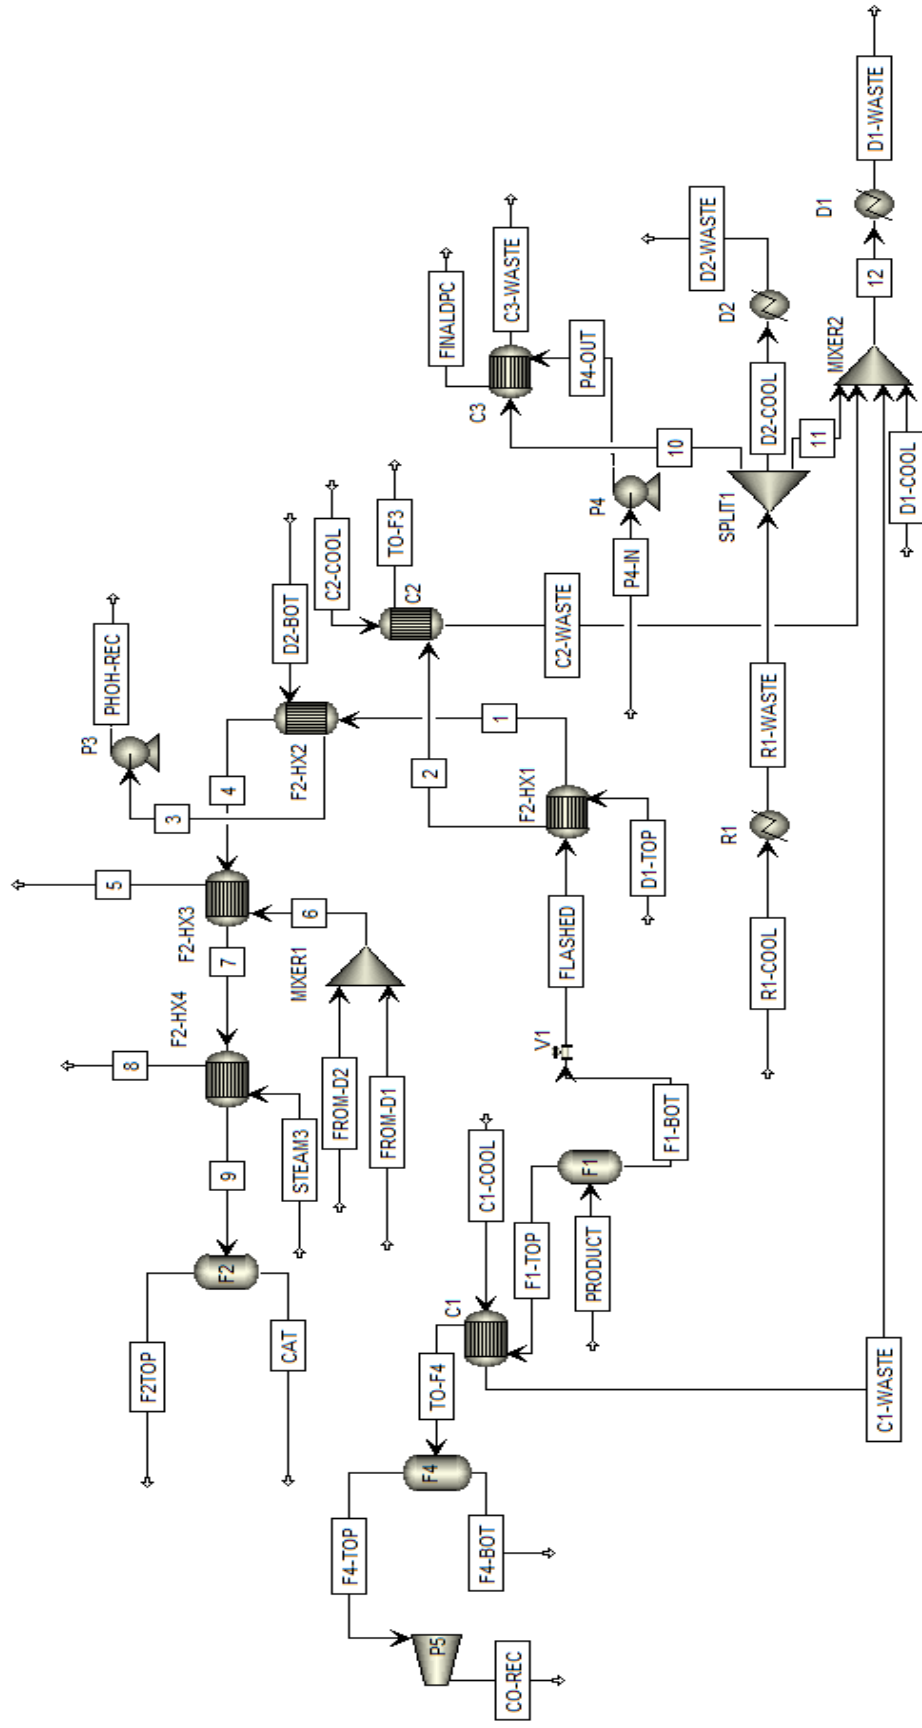 P5
CO-REC
F4-TOP
F4
F4-BOT
TO-F4
C1
C1-COOL
F1-TOP
PRODUCT
F1
F1-BOT
C1-WASTE
F2TOP
F2
CAT
9
STEAM3
8
F2-HX4
7
F2-HX3
5
6
MIXER1
FROM-D2
FROM-D1
4
3
P3
PHOH-REC
F2-HX2
D2-BOT
V1
FLASHED
F2-HX1
D1-TOP
1
2
C2-COOL
C2
TO-F3
C2-WASTE
P4-IN
P4
P4-OUT
C3
FINALDPC
C3-WASTE
10
R1-COOL
R1
R1-WASTE
SPLIT1
D2-COOL
D2
D2-WASTE
11
D1-COOL
MIXER2
12
D1
D1-WASTE